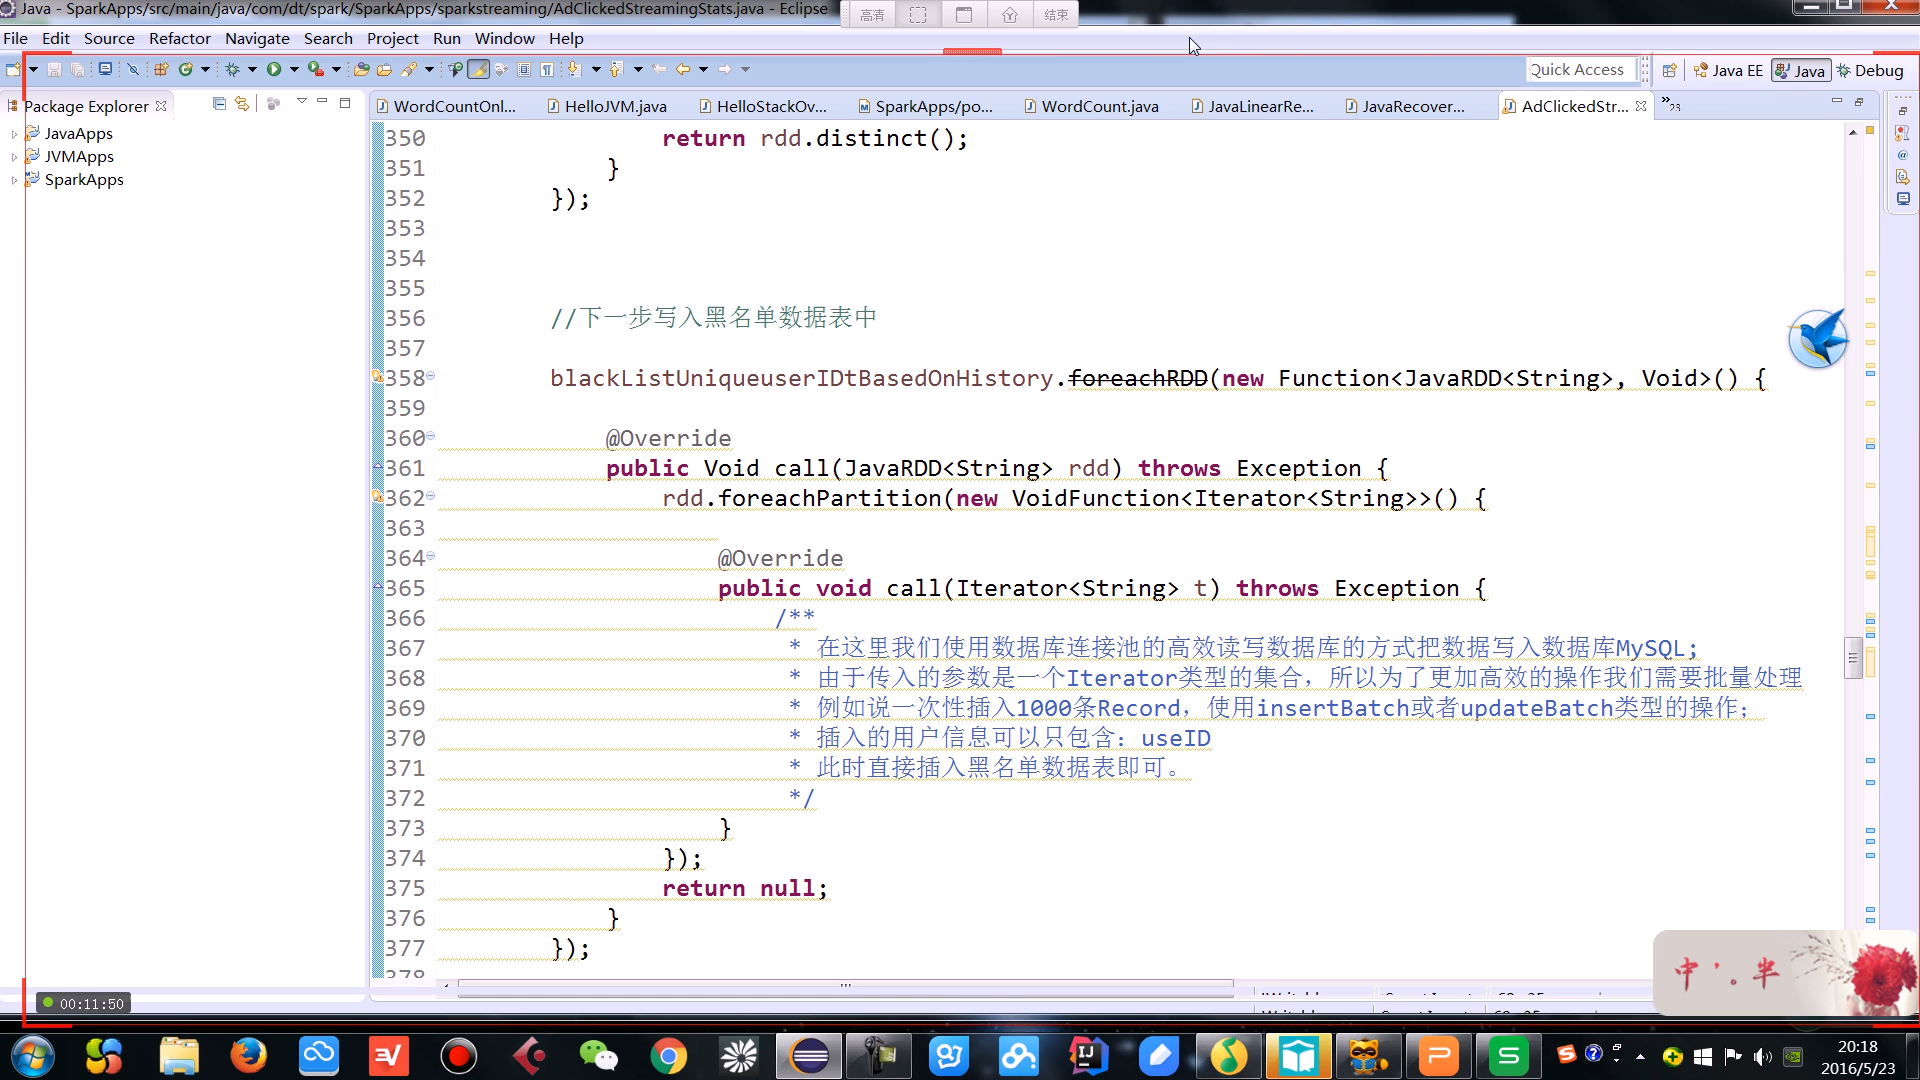 Java - SparkApps/src/main/java/com/dt/spark/SparkApps/sparkstreaming/AdClickedStreamingStats.java - Eclipse
高清
结束
File Edit Source Refactor Navigate Search Project Run Window Help
Quick Access
Java EE
Java
Debug
Package Explorer
JavaApps
JVMApps
SparkApps
WordCountOnl...
HelloJVM.java
HelloStackOv...
SparkApps/po...
WordCount.java
JavaLinearRe...
JavaRecover...
AdClickedStr...
»23
350 return rdd.distinct();
351 }
352 });
353
354
355
356 //下一步写入黑名单数据表中
357
358 blackListUniqueuserIDtBasedOnHistory.foreachRDD(new Function<JavaRDD<String>, Void>() {
359
360 @Override
361 public Void call(JavaRDD<String> rdd) throws Exception {
362 rdd.foreachPartition(new VoidFunction<Iterator<String>>() {
363
364 @Override
365 public void call(Iterator<String> t) throws Exception {
366 /**
367 * 在这里我们使用数据库连接池的高效读写数据库的方式把数据写入数据库MySQL;
368 * 由于传入的参数是一个Iterator类型的集合，所以为了更加高效的操作我们需要批量处理
369 * 例如说一次性插入1000条Record，使用insertBatch或者updateBatch类型的操作;
370 * 插入的用户信息可以只包含：useID
371 * 此时直接插入黑名单数据表即可。
372 */
373 }
374 });
375 return null;
376 }
377 });
378
00:11:50
中 ’。半
20:18
2016/5/23